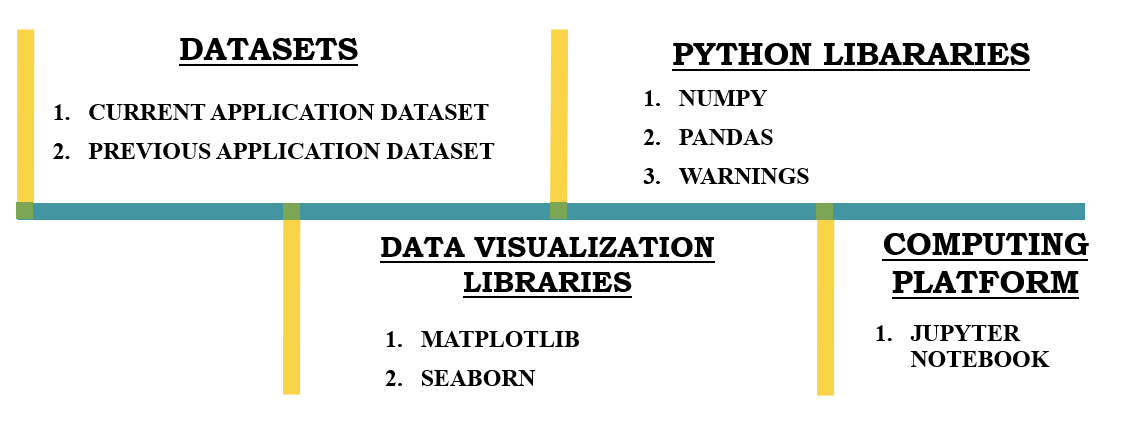 DATASETS
1. CURRENT APPLICATION DATASET
2. PREVIOUS APPLICATION DATASET
PYTHON LIBARARIES
1. NUMPY
2. PANDAS
3. WARNINGS
DATA VISUALIZATION
LIBRARIES
1. MATPLOTLIB
2. SEABORN
COMPUTING
PLATFORM
1. JUPYTER
NOTEBOOK